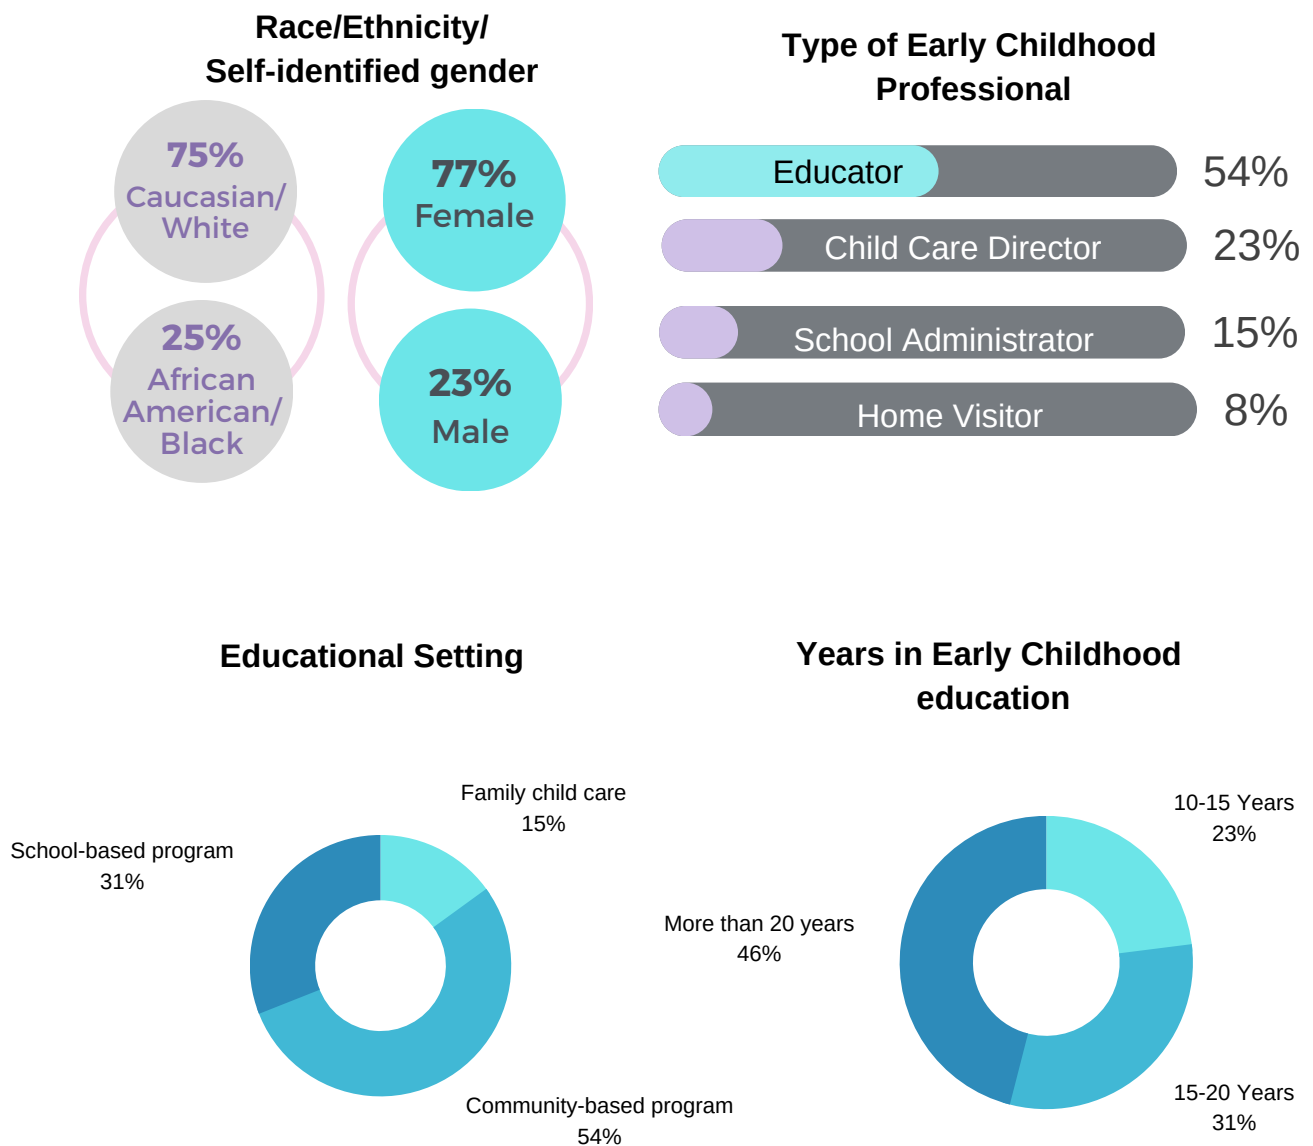 Race/Ethnicity/
Self-identified gender
75%
Caucasian/
White
25%
African
American/
Black
77%
Female
23%
Male
Type of Early Childhood
Professional
Educator
54%
Child Care Director
23%
School Administrator
15%
Home Visitor
8%
Educational Setting
Family child care
15%
School-based program
31%
Community-based program
54%
Years in Early Childhood
education
10-15 Years
23%
More than 20 years
46%
15-20 Years
31%